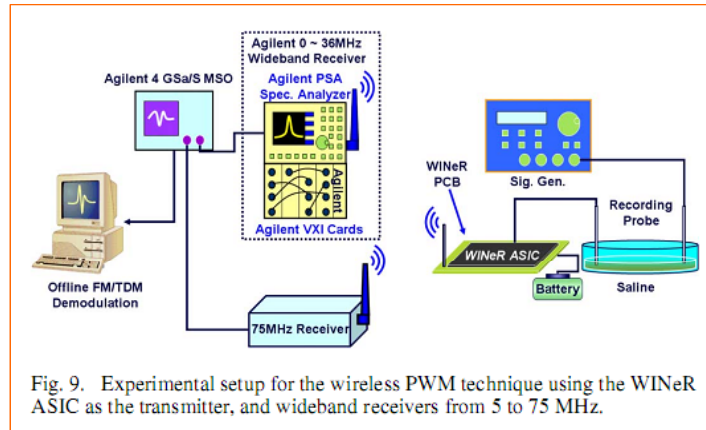 Agilent 0 ~ 36MHz
Wideband Receiver
Agilent 4 GSa/S MSO
Agilent PSA
Spec. Analyzer
Agilent
Agilent VXI Cards
Offline FM/TDM
Demodulation
75MHz Receiver
WINeR
PCB
Sig. Gen.
Recording
Probe
WINeR ASIC
Battery
Saline
Fig. 9. Experimental setup for the wireless PWM technique using the WINeR
ASIC as the transmitter, and wideband receivers from 5 to 75 MHz.